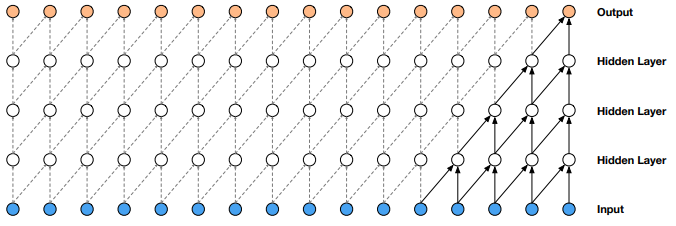 Output
Hidden Layer
Hidden Layer
Hidden Layer
Input